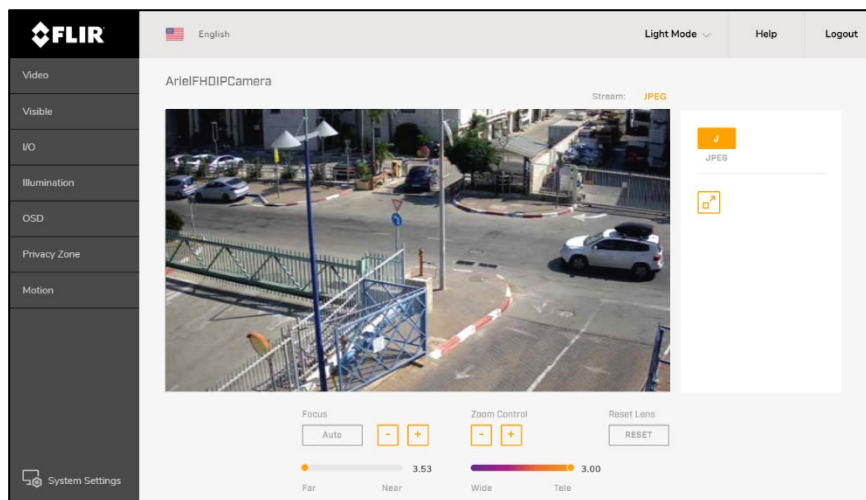 FLIR
English
Light Mode
Help
Logout
Video
Visible
I/O
Illumination
OSD
Privacy Zone
Motion
System Settings
ArielFHDIPCamera
Stream: JPEG
J
JPEG
Focus
Zoom Control
Reset Lens
Auto
-
+
-
+
RESET
3.53
3.00
Far
Near
Wide
Tele